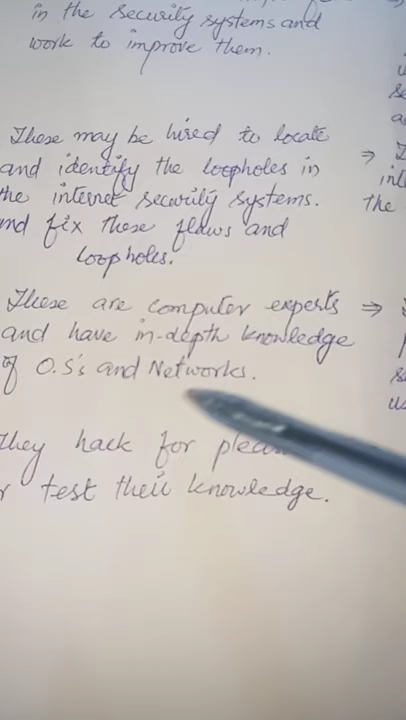 in the security systems and
work to improve them.
These may be hired to locate
and identify the loopholes in
the internet security systems.
and fix these flaws and
loopholes.
These are computer experts ⇒
and have in-depth knowledge
of O.S's and Networks.
They hack for
test their knowledge.
⇒
the